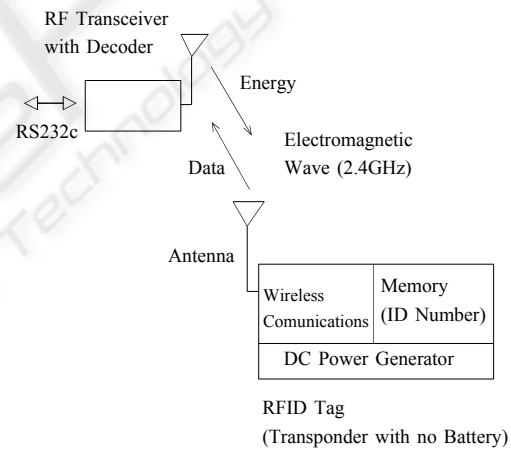 RF Transceiver
with Decoder
Energy
RS232c
Electromagnetic
Wave (2.4GHz)
Data
Antenna
Wireless
Comunications
Memory
(ID Number)
DC Power Generator
RFID Tag
(Transponder with no Battery)
Technology